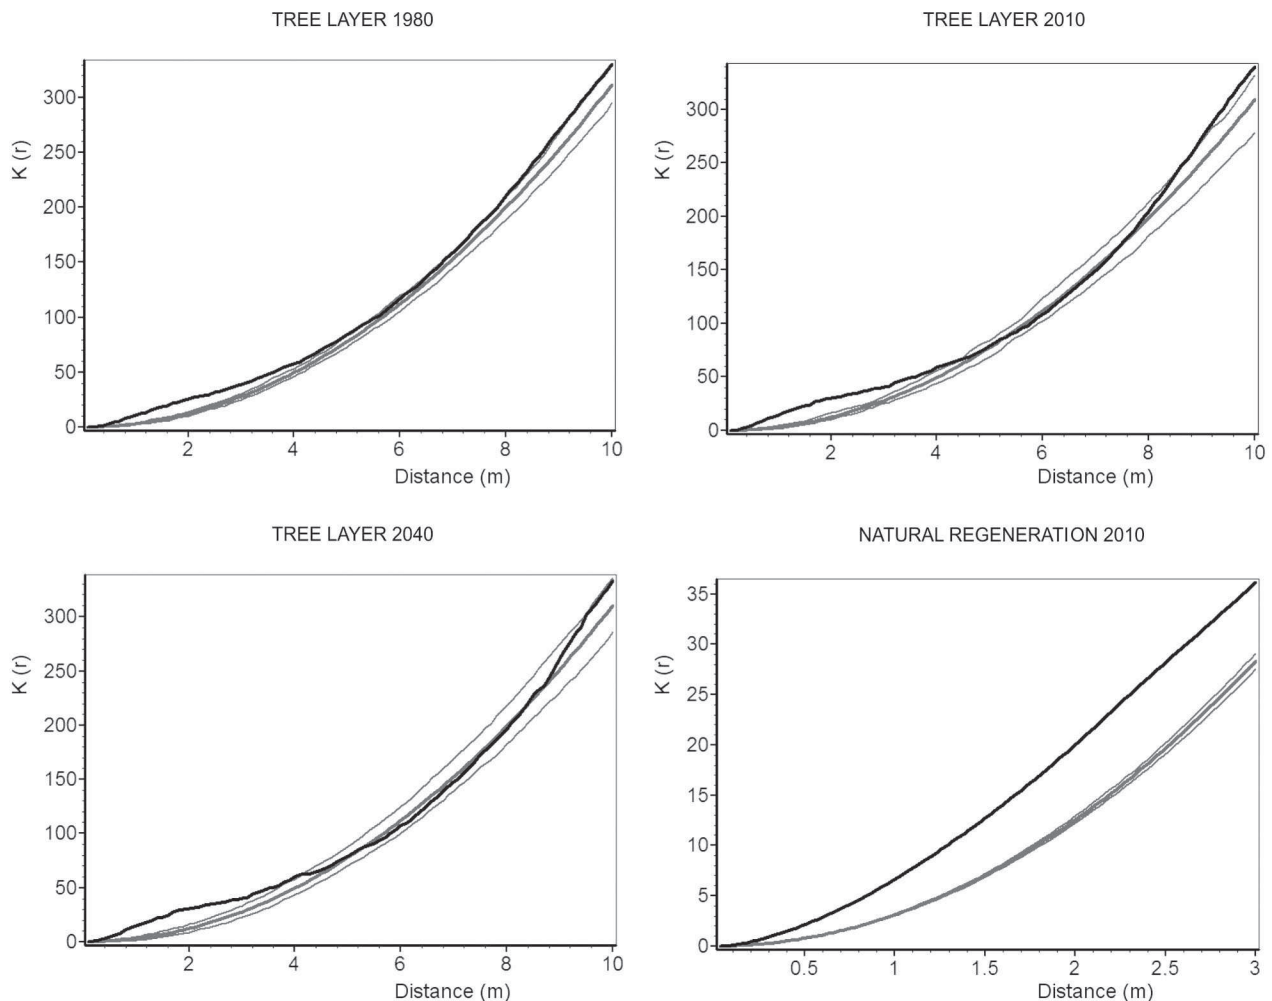 TREE LAYER 1980
K (r)
300
250
200
150
100
50
0
2 4 6 8 10
Distance (m)
TREE LAYER 2010
K (r)
300
250
200
150
100
50
0
2 4 6 8 10
Distance (m)
TREE LAYER 2040
K (r)
300
250
200
150
100
50
0
2 4 6 8 10
Distance (m)
NATURAL REGENERATION 2010
K (r)
35
30
25
20
15
10
5
0
0.5 1 1.5 2 2.5 3
Distance (m)